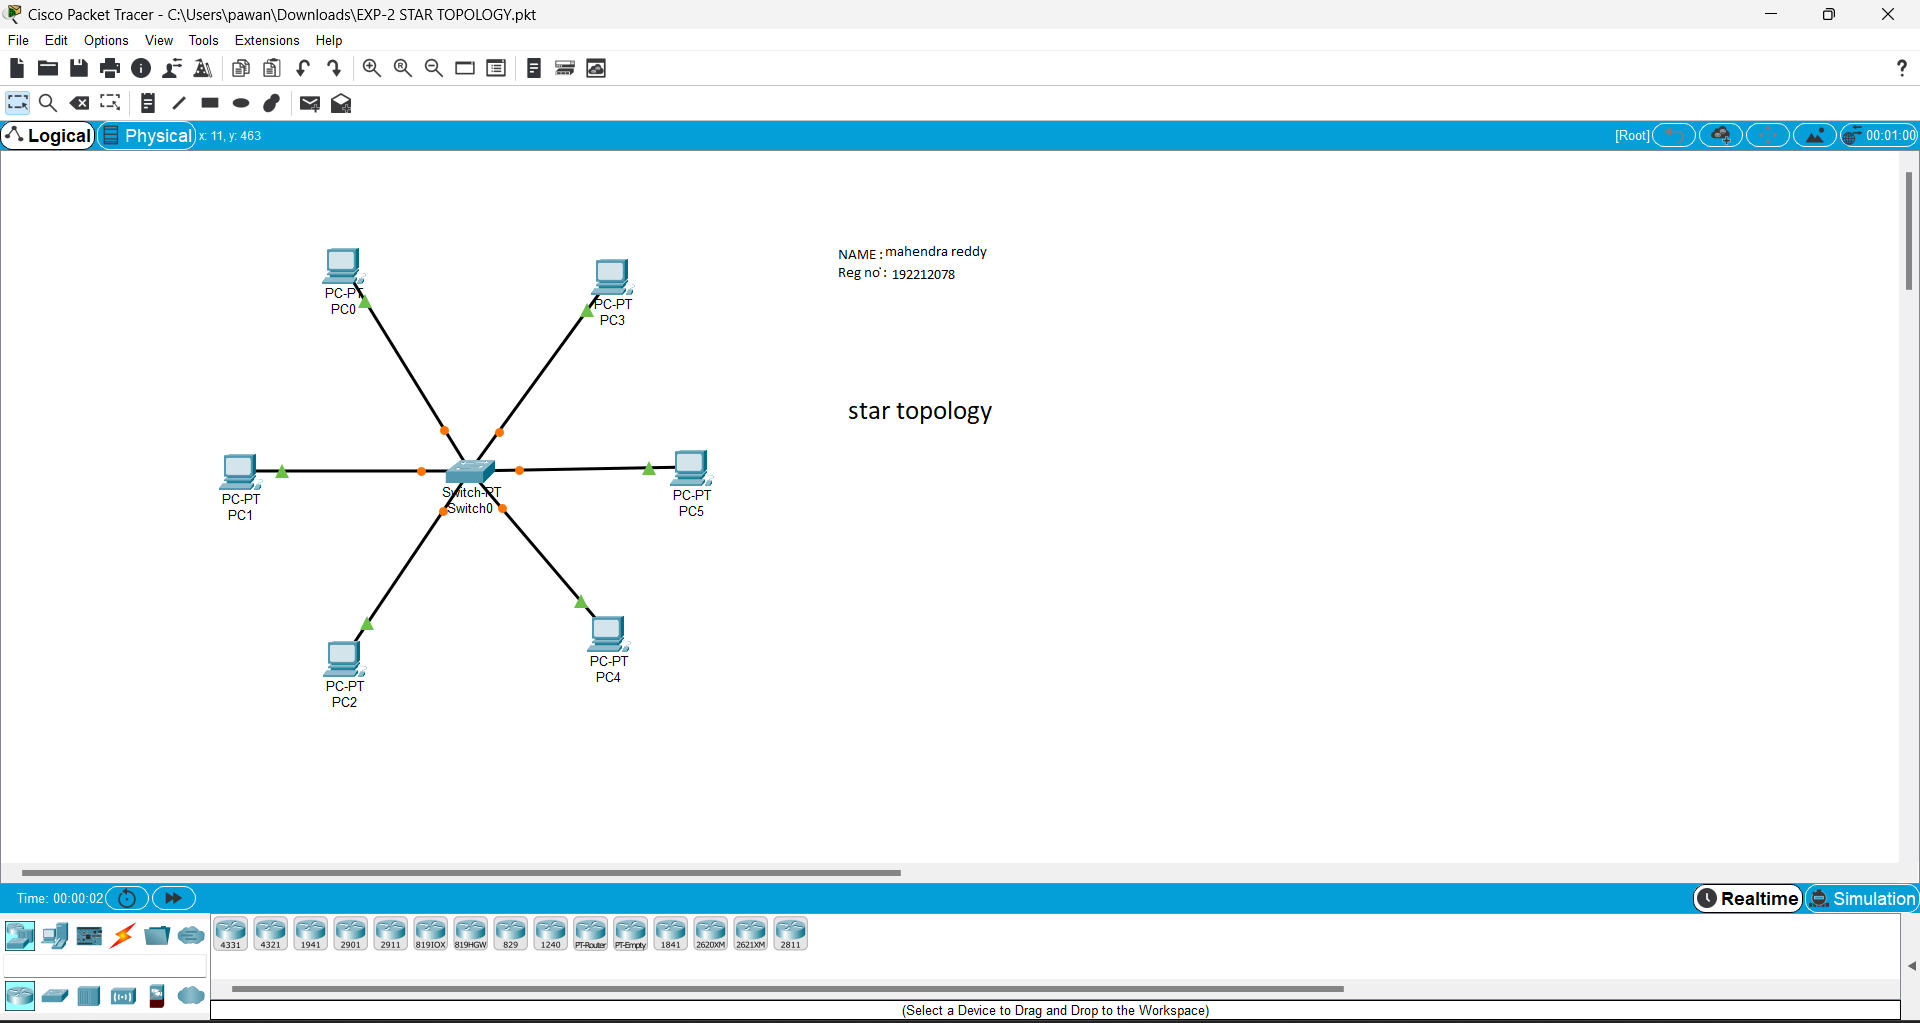 Cisco Packet Tracer - C:\Users\pawan\Downloads\EXP-2 STAR TOPOLOGY.pkt
File Edit Options View Tools Extensions Help
?
Logical Physical x: 11, y: 463 [Root] 00:01:00
NAME : mahendra reddy
Reg no : 192212078
PC-PT
PC0
PC-PT
PC3
star topology
PC-PT
PC1
Switch-PT
Switch0
PC-PT
PC5
PC-PT
PC4
PC-PT
PC2
Time: 00:00:02 Realtime Simulation
4331 4321 1941 2901 2911 819IOX 819HGW 829 1240 PT-Router PT-Empty 1841 2620XM 2621XM 2811
(Select a Device to Drag and Drop to the Workspace)